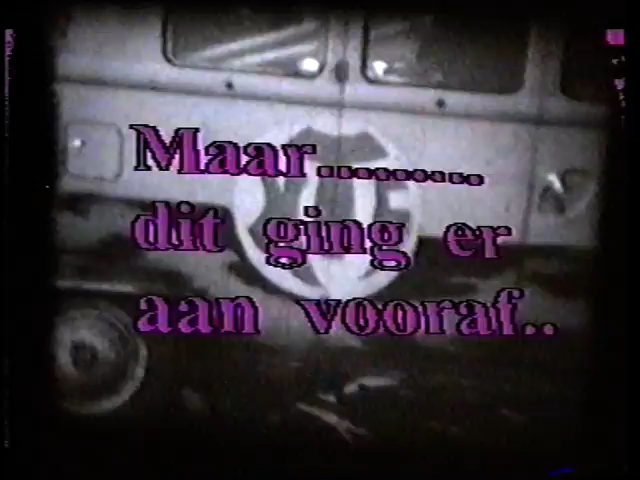 Maar..........
dit ging er
aan vooraf..